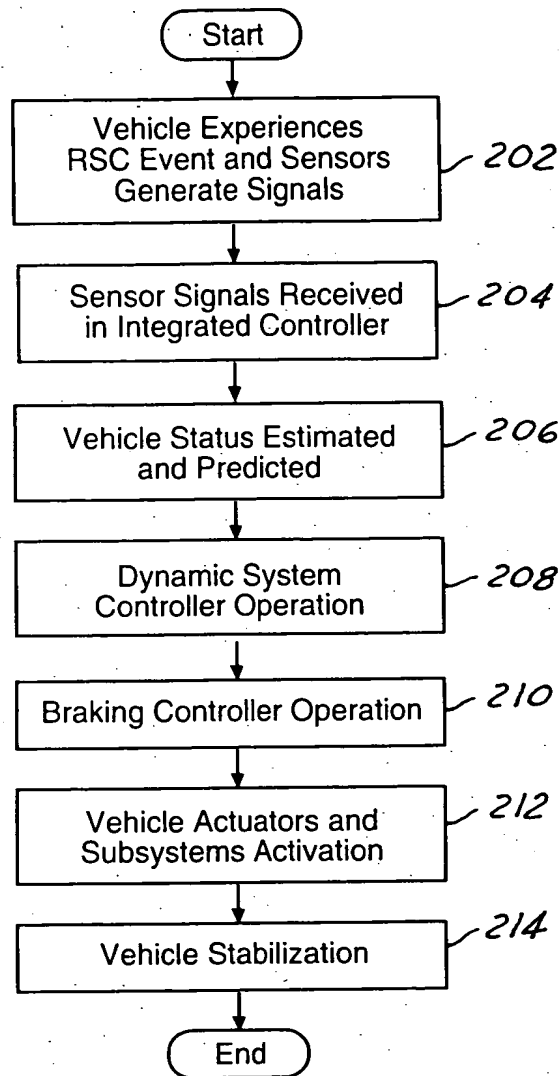 Start
Vehicle Experiences
RSC Event and Sensors
Generate Signals
202
Sensor Signals Received
in Integrated Controller
204
Vehicle Status Estimated
and Predicted
206
Dynamic System
Controller Operation
208
Braking Controller Operation
210
Vehicle Actuators and
Subsystems Activation
212
Vehicle Stabilization
214
End